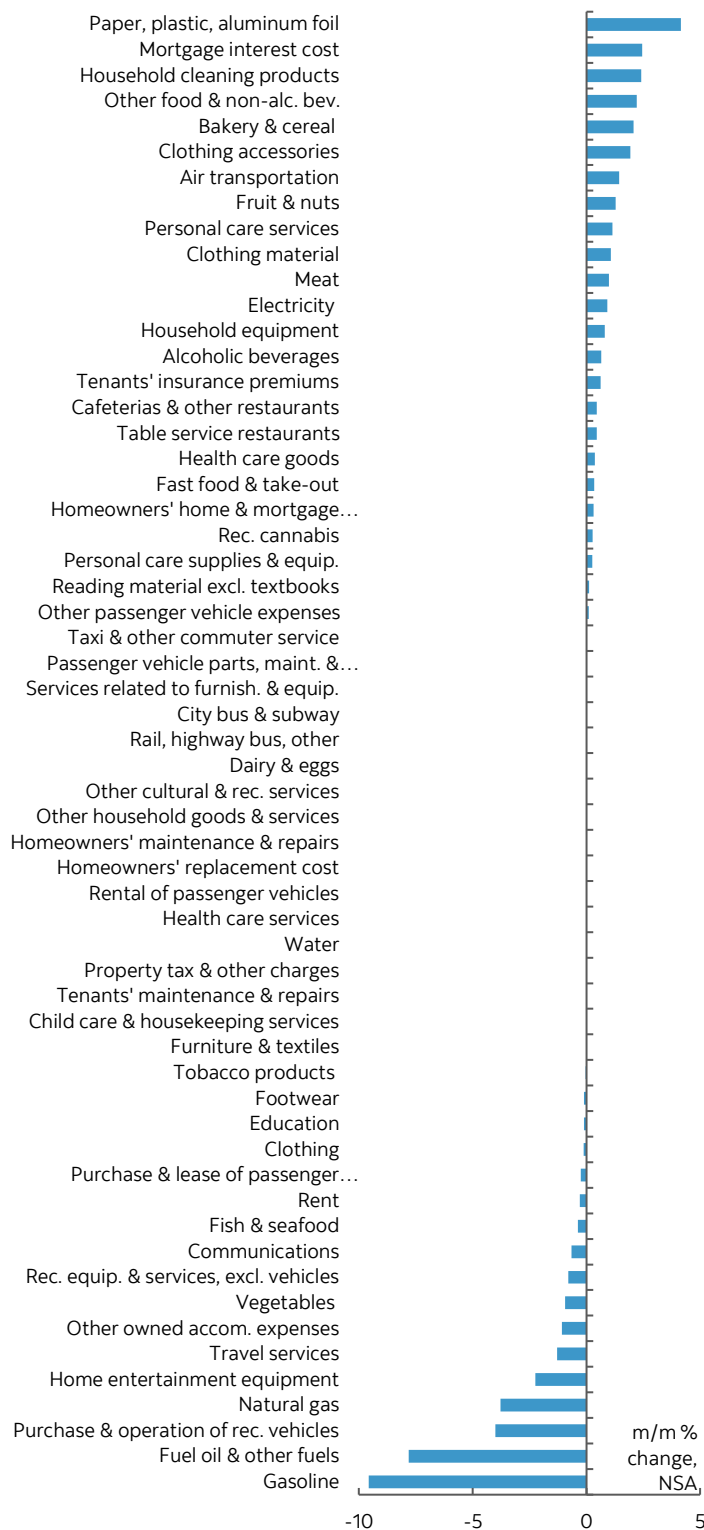 Paper, plastic, aluminum foil
Mortgage interest cost
Household cleaning products
Other food & non-alc. bev.
Bakery & cereal
Clothing accessories
Air transportation
Fruit & nuts
Personal care services
Clothing material
Meat
Electricity
Household equipment
Alcoholic beverages
Tenants' insurance premiums
Cafeterias & other restaurants
Table service restaurants
Health care goods
Fast food & take-out
Homeowners' home & mortgage…
Rec. cannabis
Personal care supplies & equip.
Reading material excl. textbooks
Other passenger vehicle expenses
Taxi & other commuter service
Passenger vehicle parts, maint. &…
Services related to furnish. & equip.
City bus & subway
Rail, highway bus, other
Dairy & eggs
Other cultural & rec. services
Other household goods & services
Homeowners' maintenance & repairs
Homeowners' replacement cost
Rental of passenger vehicles
Health care services
Water
Property tax & other charges
Tenants' maintenance & repairs
Child care & housekeeping services
Furniture & textiles
Tobacco products
Footwear
Education
Clothing
Purchase & lease of passenger…
Rent
Fish & seafood
Communications
Rec. equip. & services, excl. vehicles
Vegetables
Other owned accom. expenses
Travel services
Home entertainment equipment
Natural gas
Purchase & operation of rec. vehicles
Fuel oil & other fuels
Gasoline
m/m %
change,
NSA
-10 -5 0 5